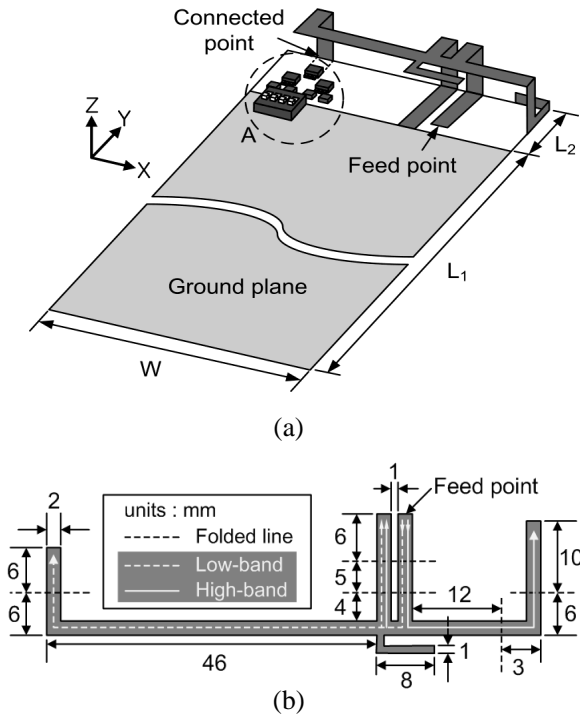 Connected
point
Z
Y
X
A
Feed point
L₂
L₁
Ground plane
W
(a)
1
2
units : mm
Folded line
Low-band
High-band
Feed point
6
6
6
5
4
12
10
6
46
8
1
3
(b)